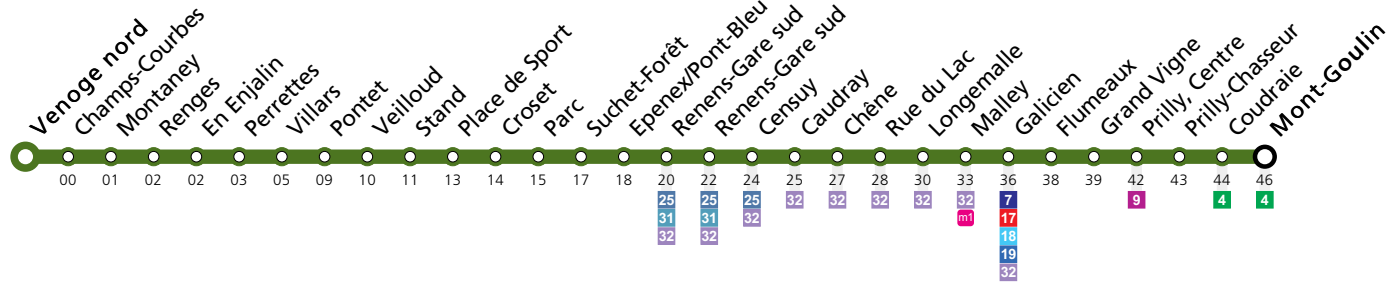 Venoge nord
Champs-Courbes
Montaney
Renges
En Enjalin
Perrettes
Villars
Pontet
Veilloud
Stand
Place de Sport
Croset
Parc
Suchet-Forêt
Epenex/Pont-Bleu
Renens-Gare sud
Renens-Gare sud
Censuy
Caudray
Chêne
Rue du Lac
Longemalle
Malley
Galicien
Flumeaux
Grand Vigne
Prilly, Centre
Prilly-Chasseur
Coudraie
Mont-Goulin
00 01 02 02 03 05 09 10 11 13 14 15 17 18 20 22 24 25 27 28 30 33 36 38 39 42 43 44 46
25 25 25 32 32 32 32 32 7 9 4 4
31 31 32 m1 17
32 32 18
19
32